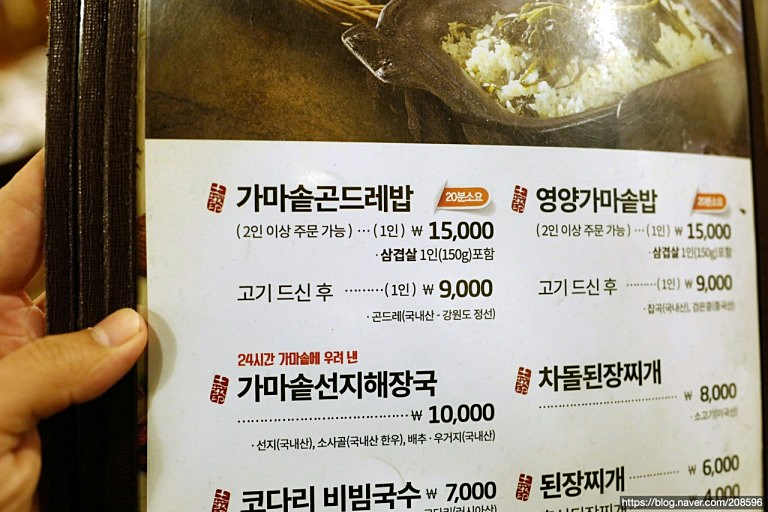 가마솥곤드레밥 20분소요
(2인 이상 주문 가능) ···(1인) ₩ 15,000
·삼겹살 1인(150g)포함
고기 드신 후 ·········(1인) ₩ 9,000
·곤드레(국내산 - 강원도 정선)
24시간 가마솥에 우려 낸
가마솥선지해장국
₩ 10,000
·선지(국내산), 소사골(국내산 한우), 배추·우거지(국내산)
코다리 비빔국수 ₩ 7,000
영양가마솥밥 20분소요
(2인 이상 주문 가능) ···(1인) ₩ 15,000
·삼겹살 1인(150g)포함
고기 드신 후 ·········(1인) ₩ 9,000
·잡곡(국내산), 검은콩(중국산)
차돌된장찌개
₩ 8,000
·소고기(미국산)
된장찌개 ₩ 6,000
4,000
https://blog.naver.com/208596